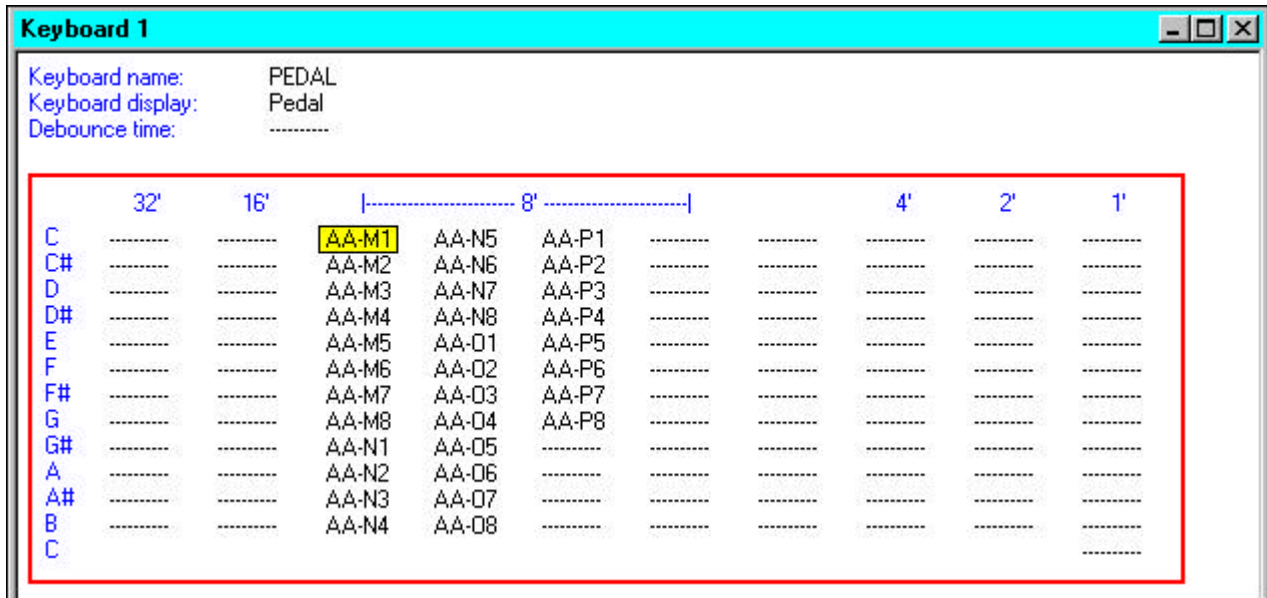 Keyboard 1
Keyboard name: PEDAL
Keyboard display: Pedal
Debounce time: ----------
32' 16' |------------------------- 8' ------------------------| 4' 2' 1'
C ---------- ---------- AA-M1 AA-N5 AA-P1 ---------- ---------- ---------- ---------- ----------
C# ---------- ---------- AA-M2 AA-N6 AA-P2 ---------- ---------- ---------- ---------- ----------
D ---------- ---------- AA-M3 AA-N7 AA-P3 ---------- ---------- ---------- ---------- ----------
D# ---------- ---------- AA-M4 AA-N8 AA-P4 ---------- ---------- ---------- ---------- ----------
E ---------- ---------- AA-M5 AA-O1 AA-P5 ---------- ---------- ---------- ---------- ----------
F ---------- ---------- AA-M6 AA-O2 AA-P6 ---------- ---------- ---------- ---------- ----------
F# ---------- ---------- AA-M7 AA-O3 AA-P7 ---------- ---------- ---------- ---------- ----------
G ---------- ---------- AA-M8 AA-O4 AA-P8 ---------- ---------- ---------- ---------- ----------
G# ---------- ---------- AA-N1 AA-O5 ---------- ---------- ---------- ---------- ---------- ----------
A ---------- ---------- AA-N2 AA-O6 ---------- ---------- ---------- ---------- ---------- ----------
A# ---------- ---------- AA-N3 AA-O7 ---------- ---------- ---------- ---------- ---------- ----------
B ---------- ---------- AA-N4 AA-O8 ---------- ---------- ---------- ---------- ---------- ----------
C ----------